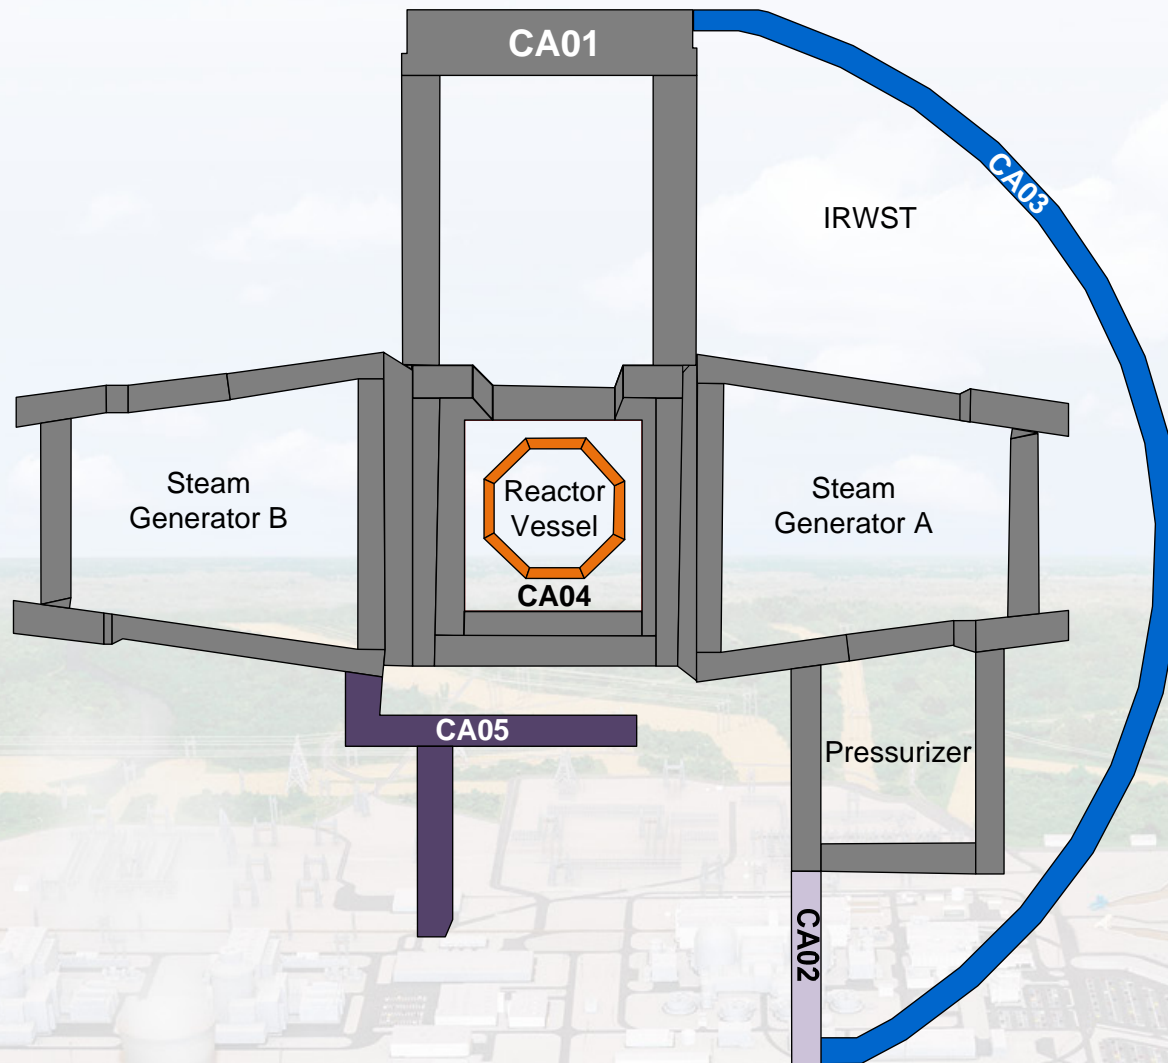 CA01
CA03
IRWST
Steam
Generator B
Reactor
Vessel
Steam
Generator A
CA04
CA05
Pressurizer
CA02